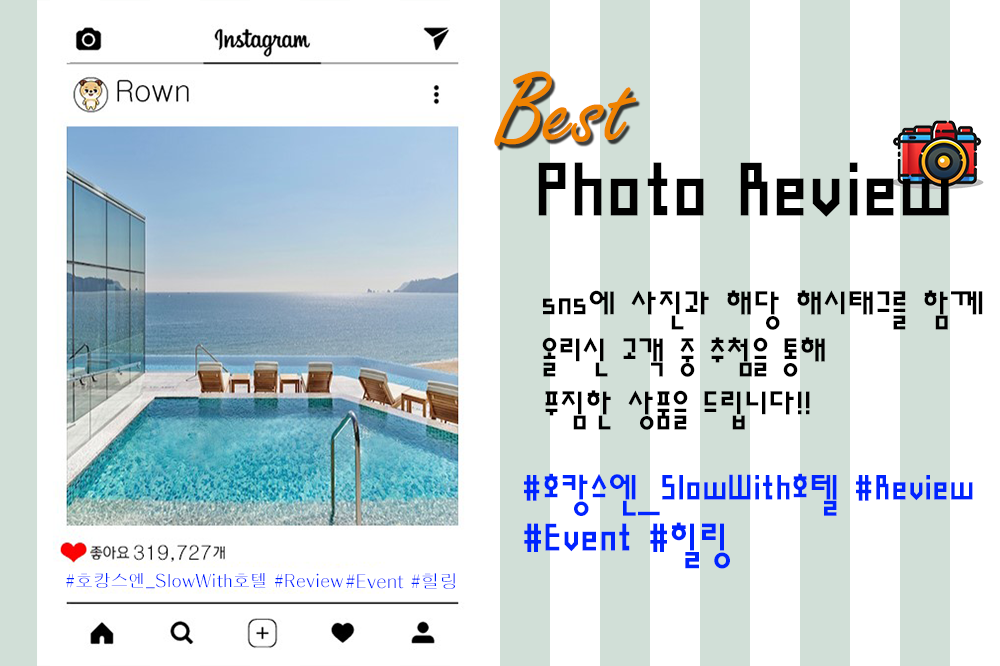 Instagram
Rown
좋아요 319,727개
#호캉스엔_SlowWith호텔 #Review #Event #힐링
Best
Photo Review
sns에 사진과 해당 해시태그를 함께
올리신 고객 중 추첨을 통해
푸짐한 상품을 드립니다!!
#호캉스엔_SlowWith호텔 #Review
#Event #힐링